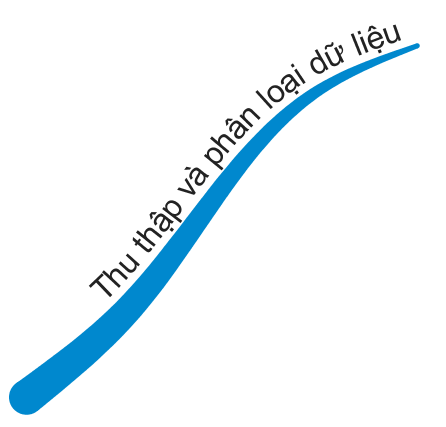 Thu thập và phân loại dữ liệu